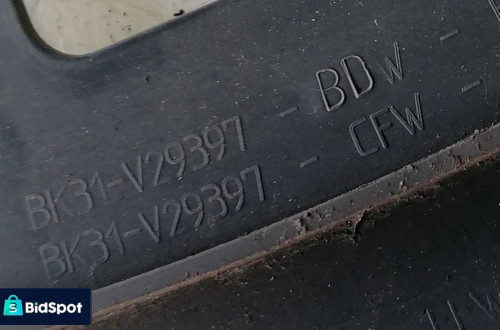 BK31-V29397 - BDW -
BK31-V29397 - CFW -
BidSpot